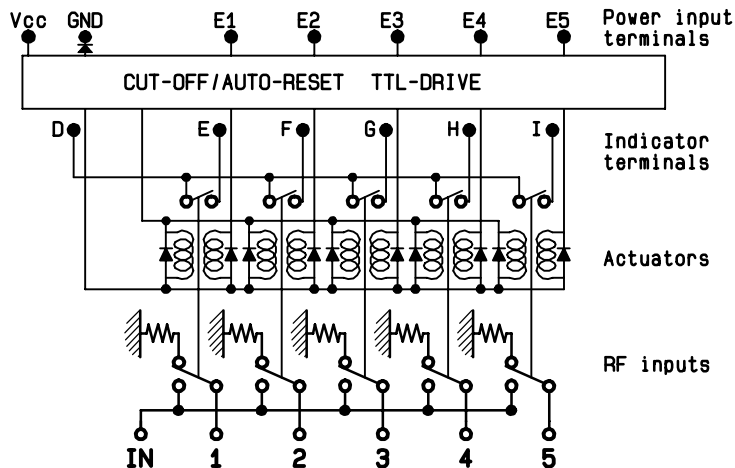 Vcc GND E1 E2 E3 E4 E5 Power input
terminals
CUT-OFF/AUTO-RESET TTL-DRIVE
D E F G H I Indicator
terminals
Actuators
RF inputs
IN 1 2 3 4 5